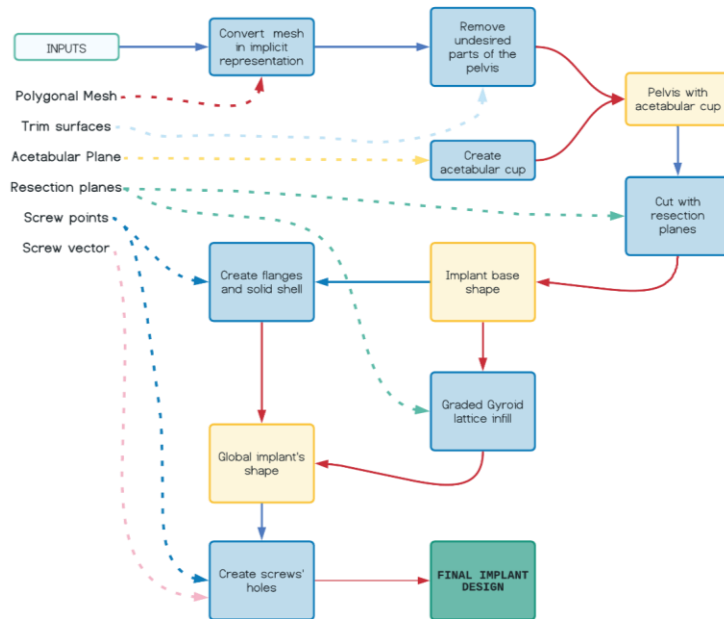 INPUTS
Convert mesh
in implicit
representation
Remove
undesired
parts of the
pelvis
Polygonal Mesh
Pelvis with
acetabular cup
Trim surfaces
Acetabular Plane
Create
acetabular cup
Resection planes
Cut with
resection
planes
Screw points
Screw vector
Create flanges
and solid shell
Implant base
shape
Graded Gyroid
lattice infill
Global implant's
shape
Create screws'
holes
FINAL IMPLANT
DESIGN